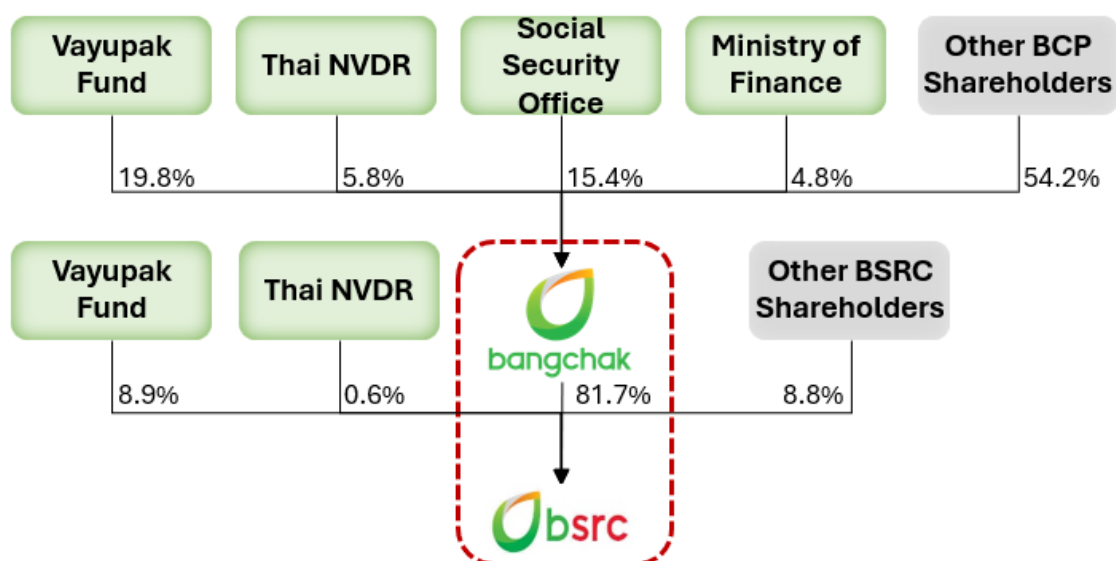 Vayupak
Fund
Thai NVDR
Social
Security
Office
Ministry of
Finance
Other BCP
Shareholders
19.8%
5.8%
15.4%
4.8%
54.2%
Vayupak
Fund
Thai NVDR
bangchak
Other BSRC
Shareholders
8.9%
0.6%
81.7%
8.8%
bsrc